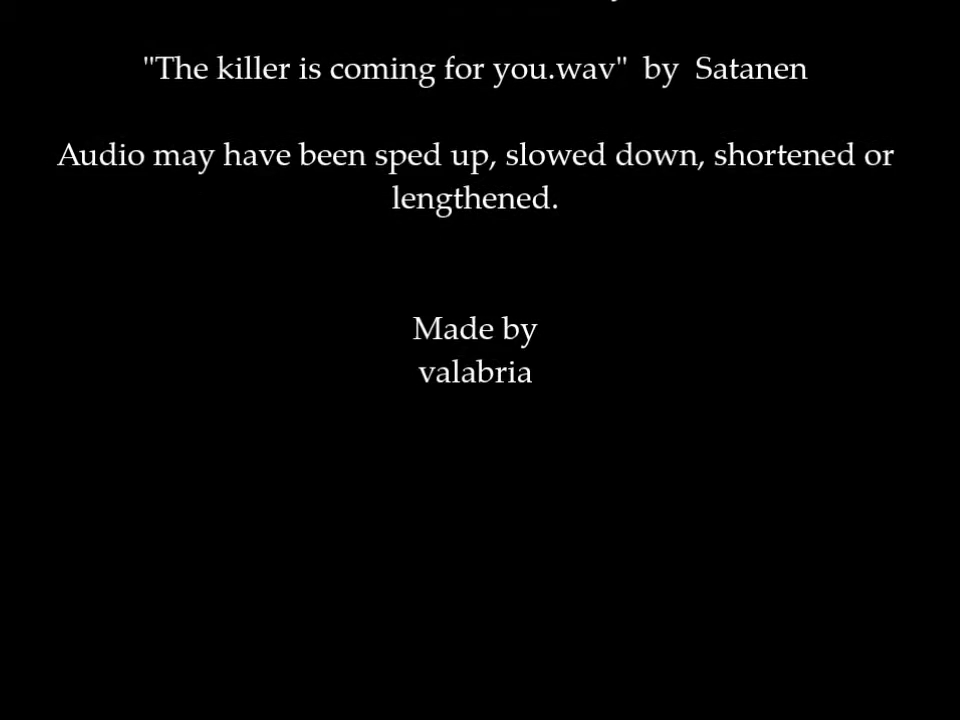 "The killer is coming for you.wav"  by  Satanen
Audio may have been sped up, slowed down, shortened or
lengthened.
Made by
valabria